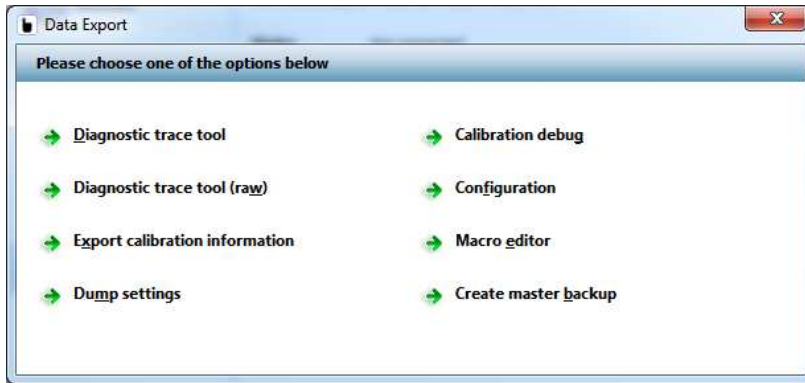 Data Export
Please choose one of the options below
Diagnostic trace tool
Calibration debug
Diagnostic trace tool (raw)
Configuration
Export calibration information
Macro editor
Dump settings
Create master backup